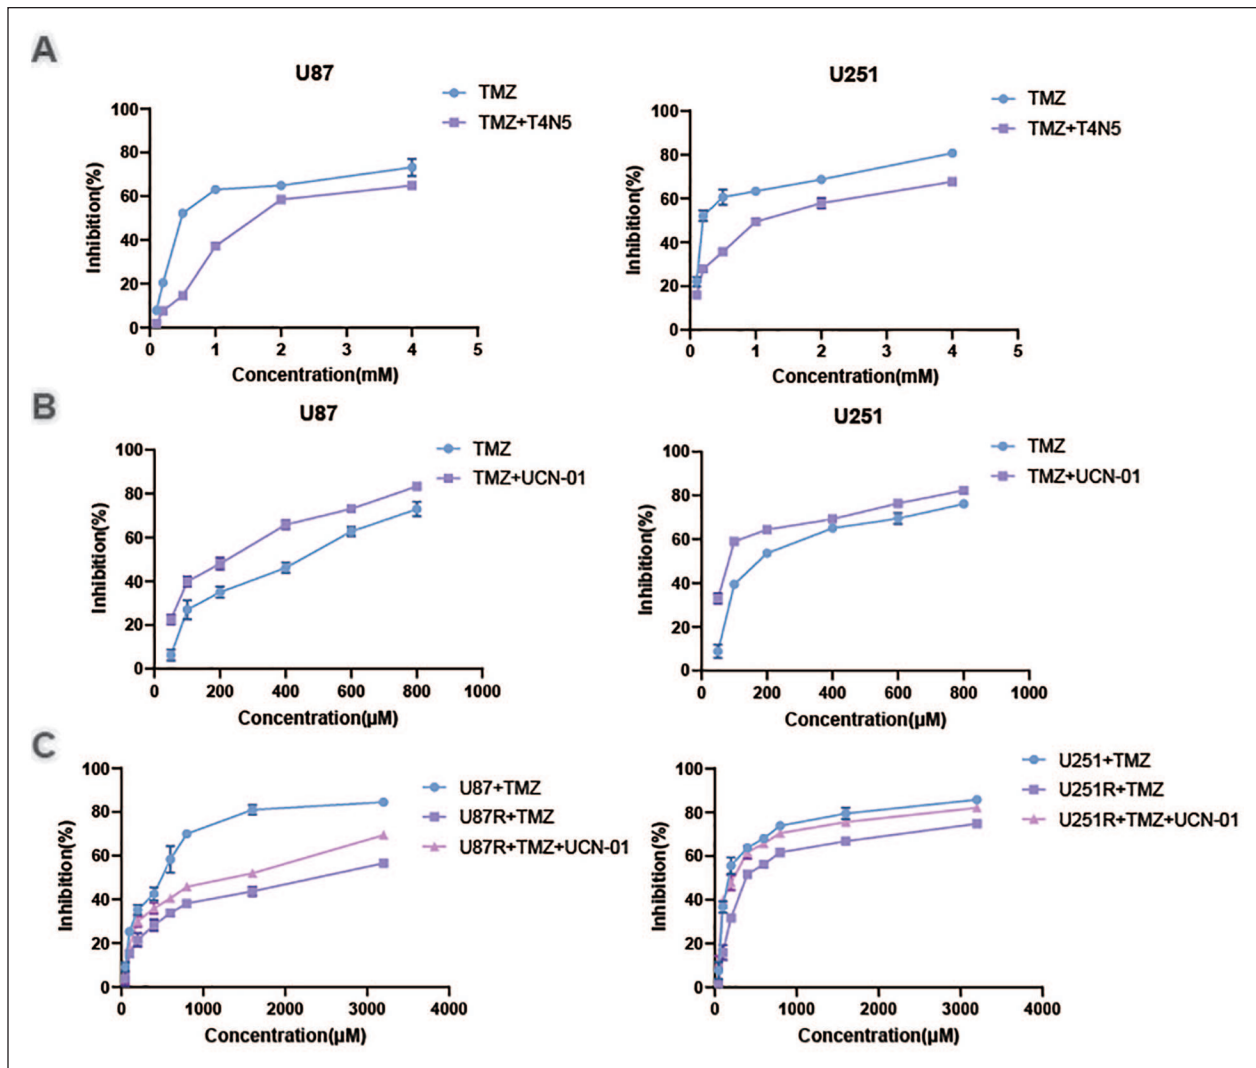 A
U87
TMZ
TMZ+T4N5
100
80
60
40
20
0
Inhibition(%)
0 1 2 3 4 5
Concentration(mM)
U251
TMZ
TMZ+T4N5
100
80
60
40
20
0
Inhibition(%)
0 1 2 3 4 5
Concentration(mM)
B
U87
TMZ
TMZ+UCN-01
100
80
60
40
20
0
Inhibition(%)
0 200 400 600 800 1000
Concentration(μM)
U251
TMZ
TMZ+UCN-01
100
80
60
40
20
0
Inhibition(%)
0 200 400 600 800 1000
Concentration(μM)
C
U87+TMZ
U87R+TMZ
U87R+TMZ+UCN-01
100
80
60
40
20
0
Inhibition(%)
0 1000 2000 3000 4000
Concentration(μM)
U251+TMZ
U251R+TMZ
U251R+TMZ+UCN-01
100
80
60
40
20
0
Inhibition(%)
0 1000 2000 3000 4000
Concentration(μM)